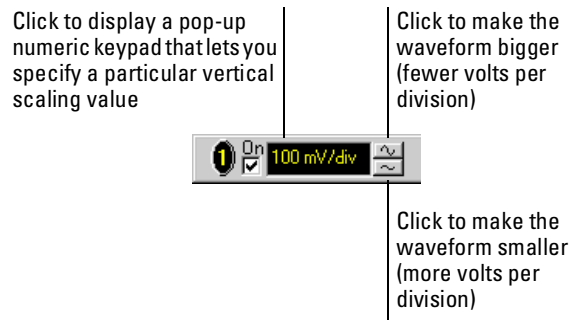 Click to display a pop-up
numeric keypad that lets you
specify a particular vertical
scaling value
Click to make the
waveform bigger
(fewer volts per
division)
1 On 100 mV/div
Click to make the
waveform smaller
(more volts per
division)